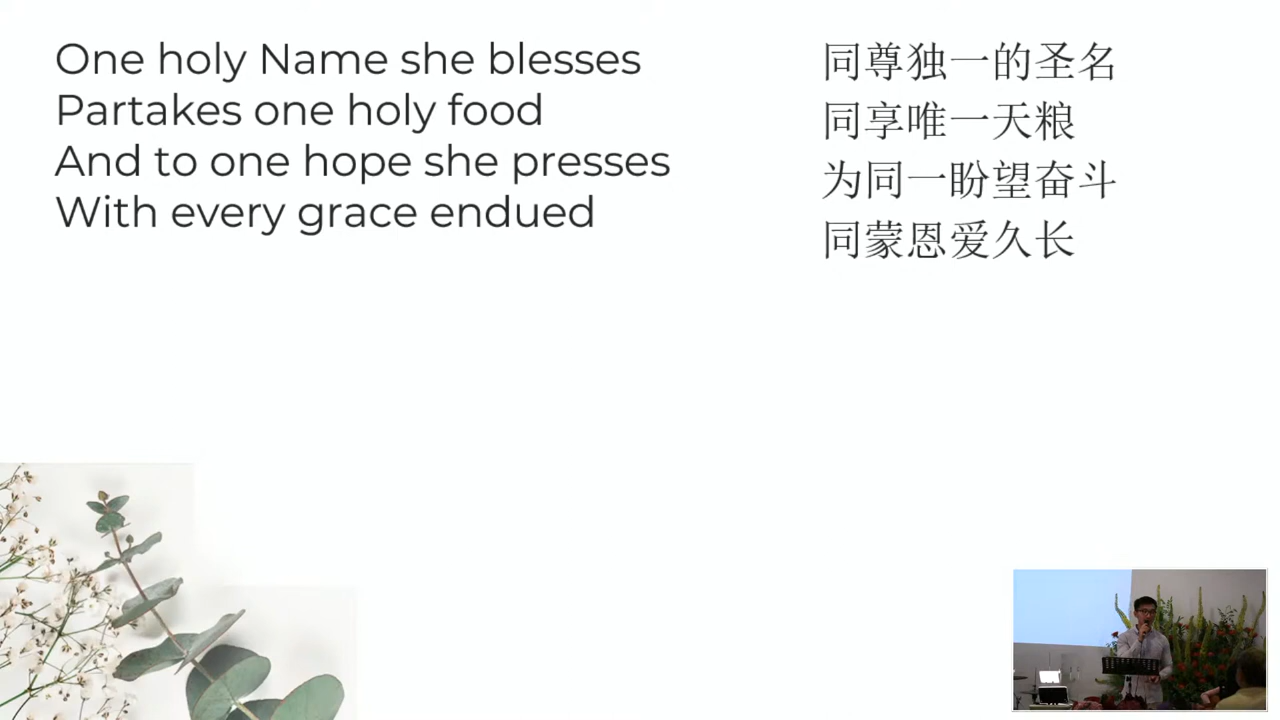 One holy Name she blesses
Partakes one holy food
And to one hope she presses
With every grace endued
同尊独一的圣名
同享唯一天粮
为同一盼望奋斗
同蒙恩爱久长